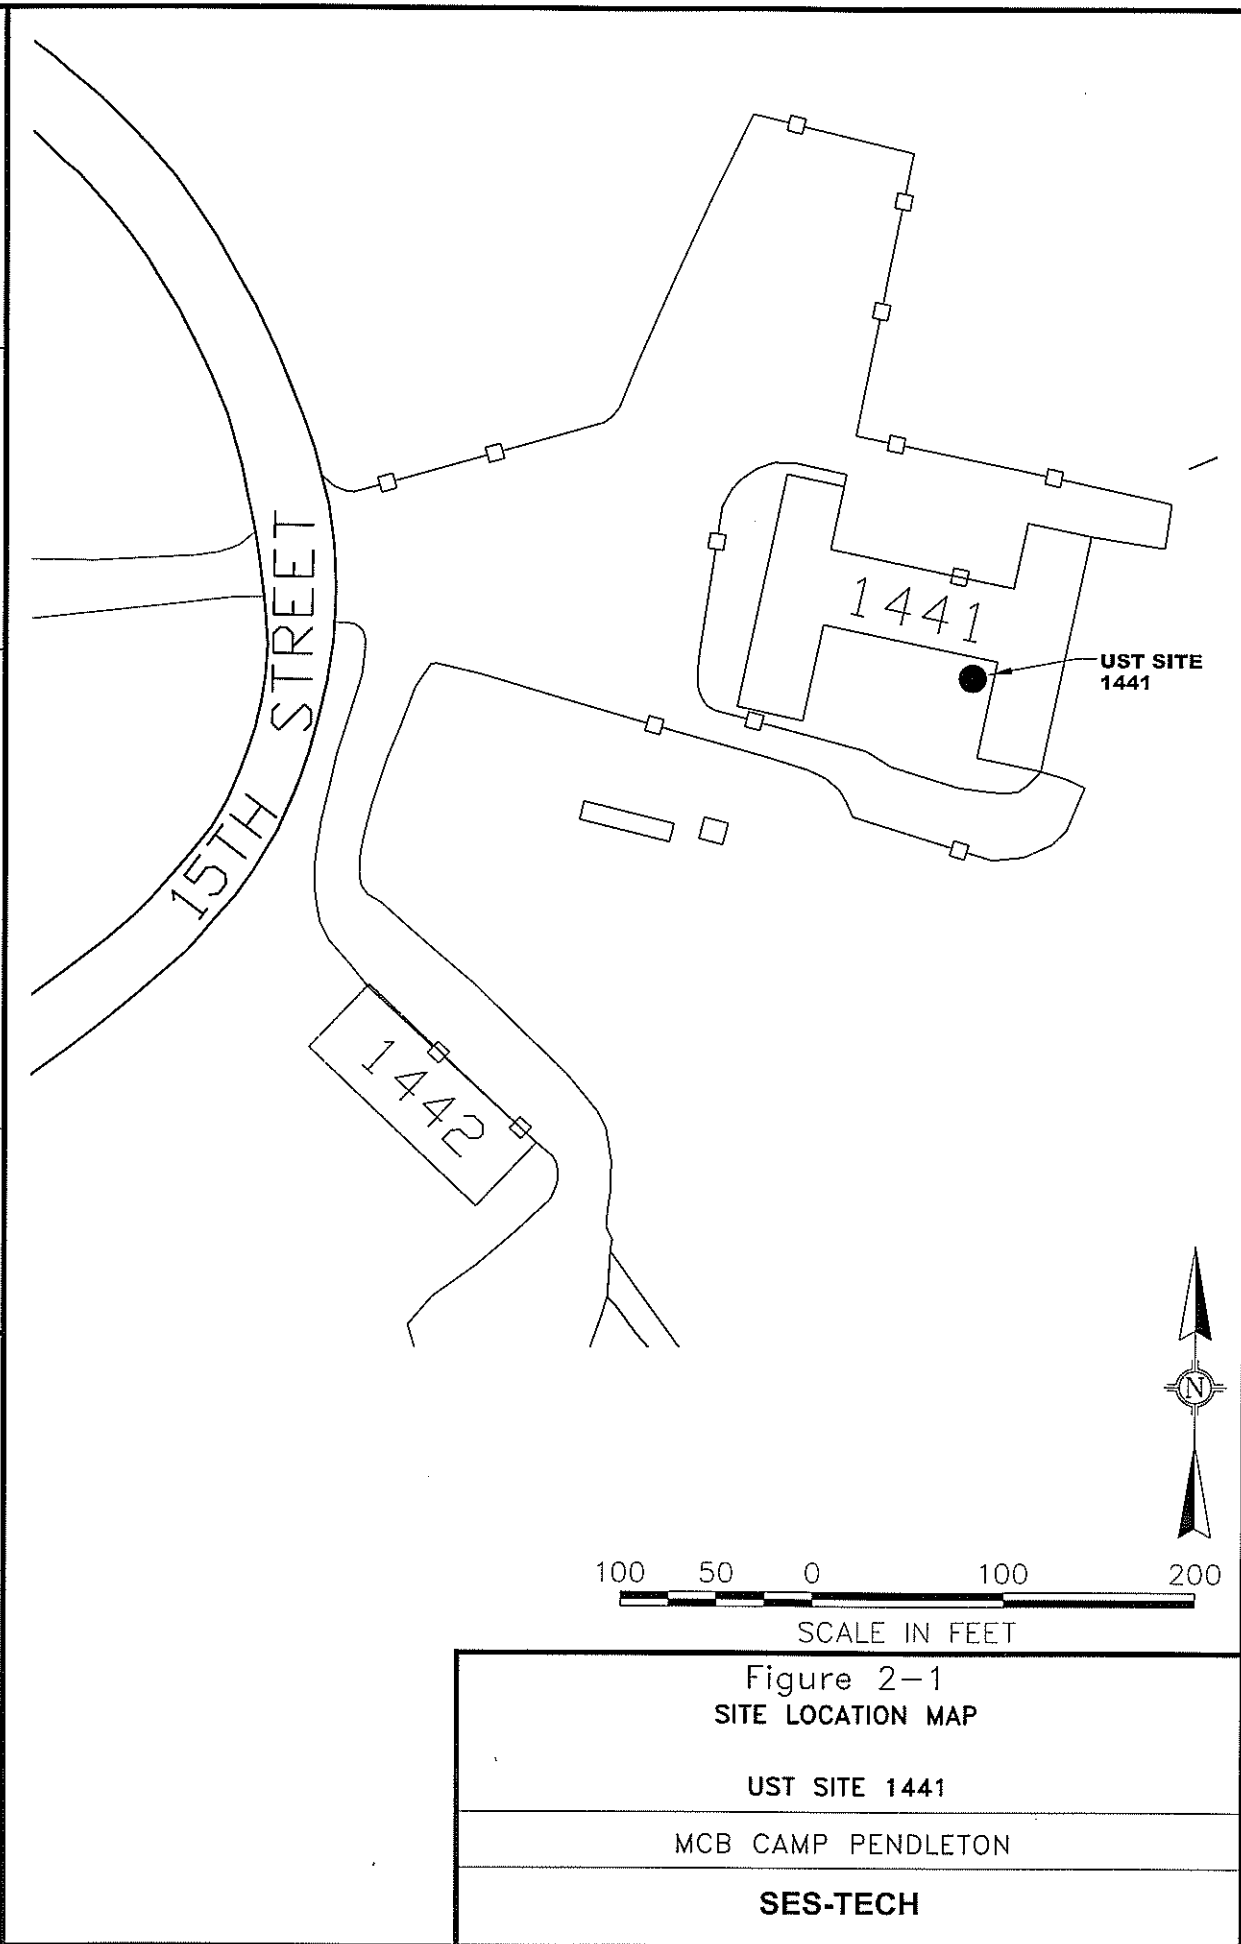 15TH STREET
1441
UST SITE
1441
1442
N
100 50 0 100 200
SCALE IN FEET
Figure 2-1
SITE LOCATION MAP
UST SITE 1441
MCB CAMP PENDLETON
SES-TECH